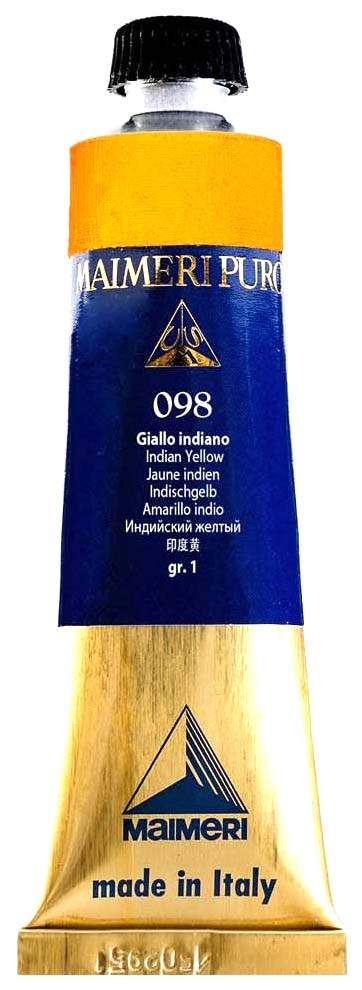 MAIMERI PURO
098
Giallo indiano
Indian Yellow
Jaune indien
Indischgelb
Amarillo indio
Индийский желтый
印度黄
gr. 1
MAIMERI
made in Italy